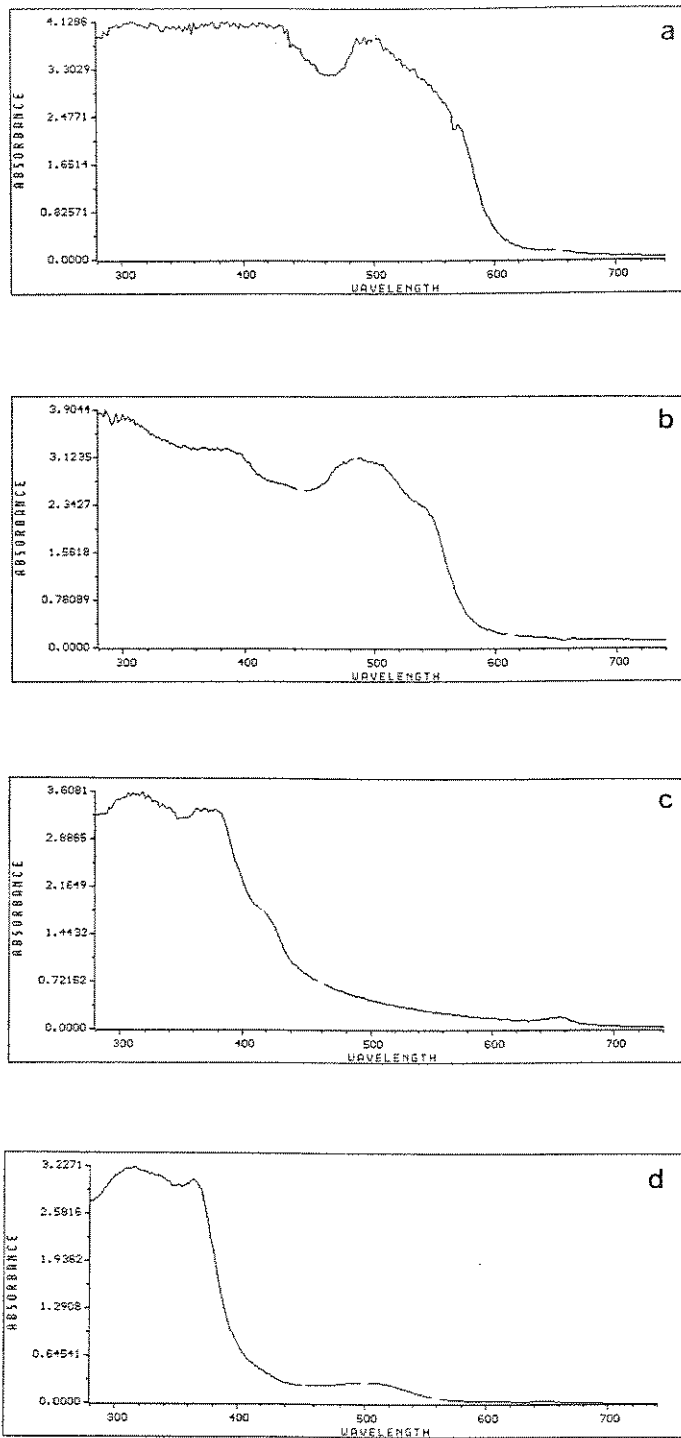 a
ABSORBANCE
4.1286
3.3029
2.4771
1.6514
0.82571
0.0000
300 400 500 600 700
WAVELENGTH
b
ABSORBANCE
3.9044
3.1235
2.3427
1.5618
0.78089
0.0000
300 400 500 600 700
WAVELENGTH
c
ABSORBANCE
3.6081
2.8865
2.1649
1.4432
0.72162
0.0000
300 400 500 600 700
WAVELENGTH
d
ABSORBANCE
3.2271
2.5816
1.9362
1.2908
0.64541
0.0000
300 400 500 600 700
WAVELENGTH